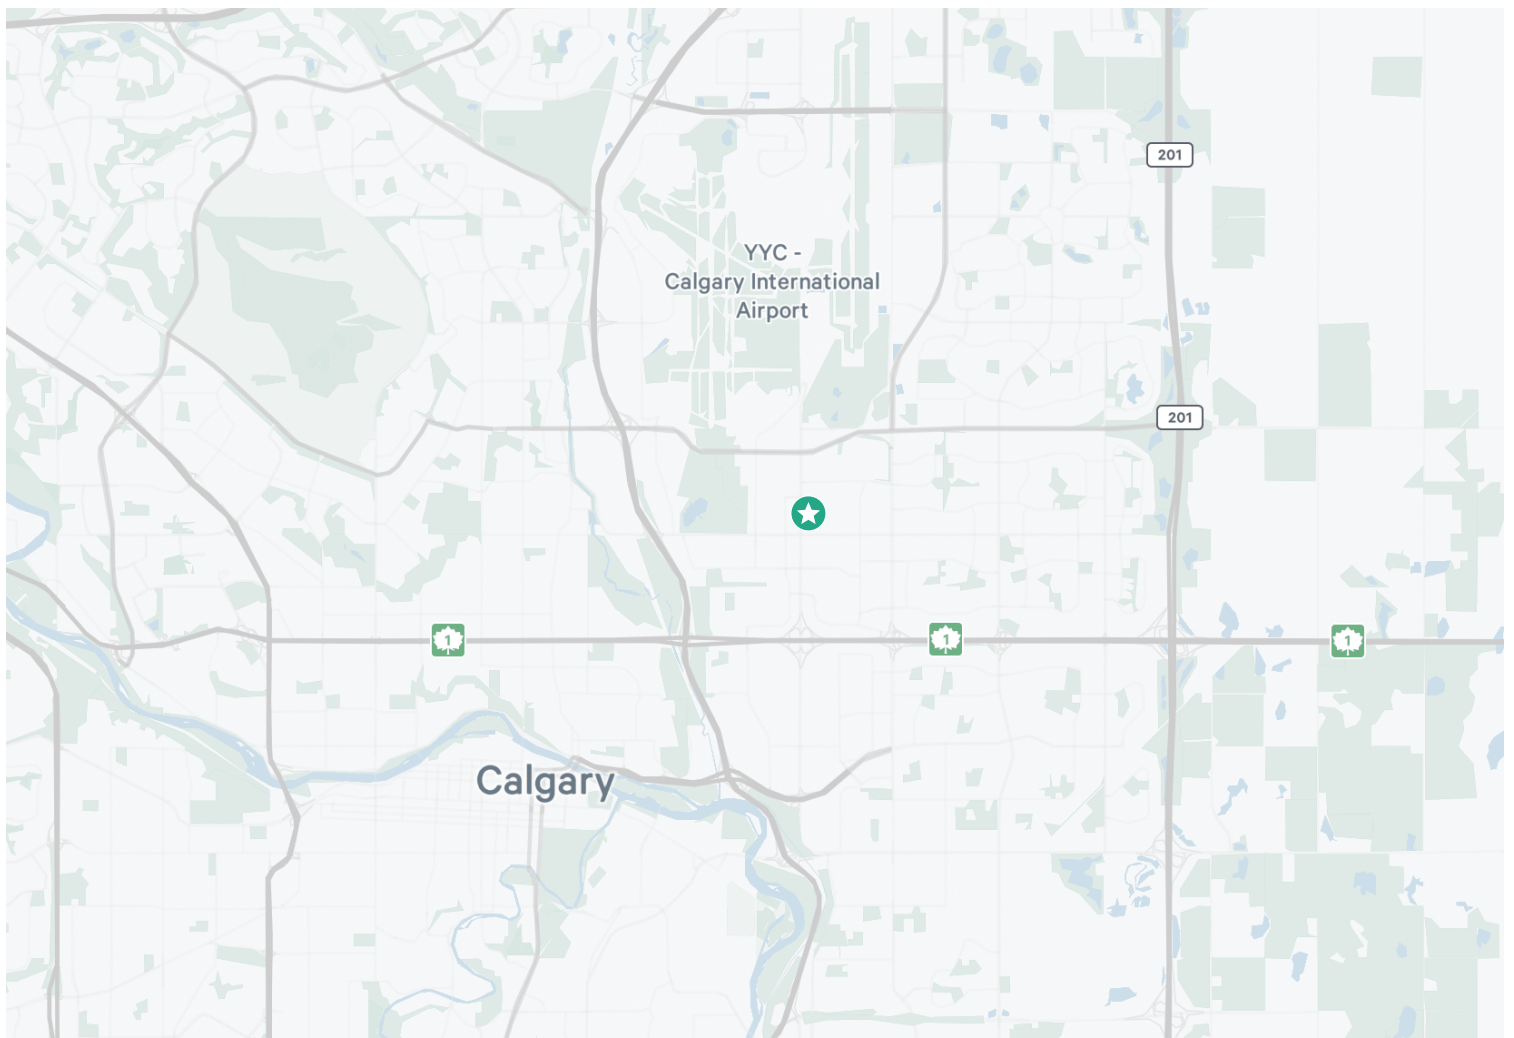 201
YYC -
Calgary International
Airport
201
1
1
1
Calgary